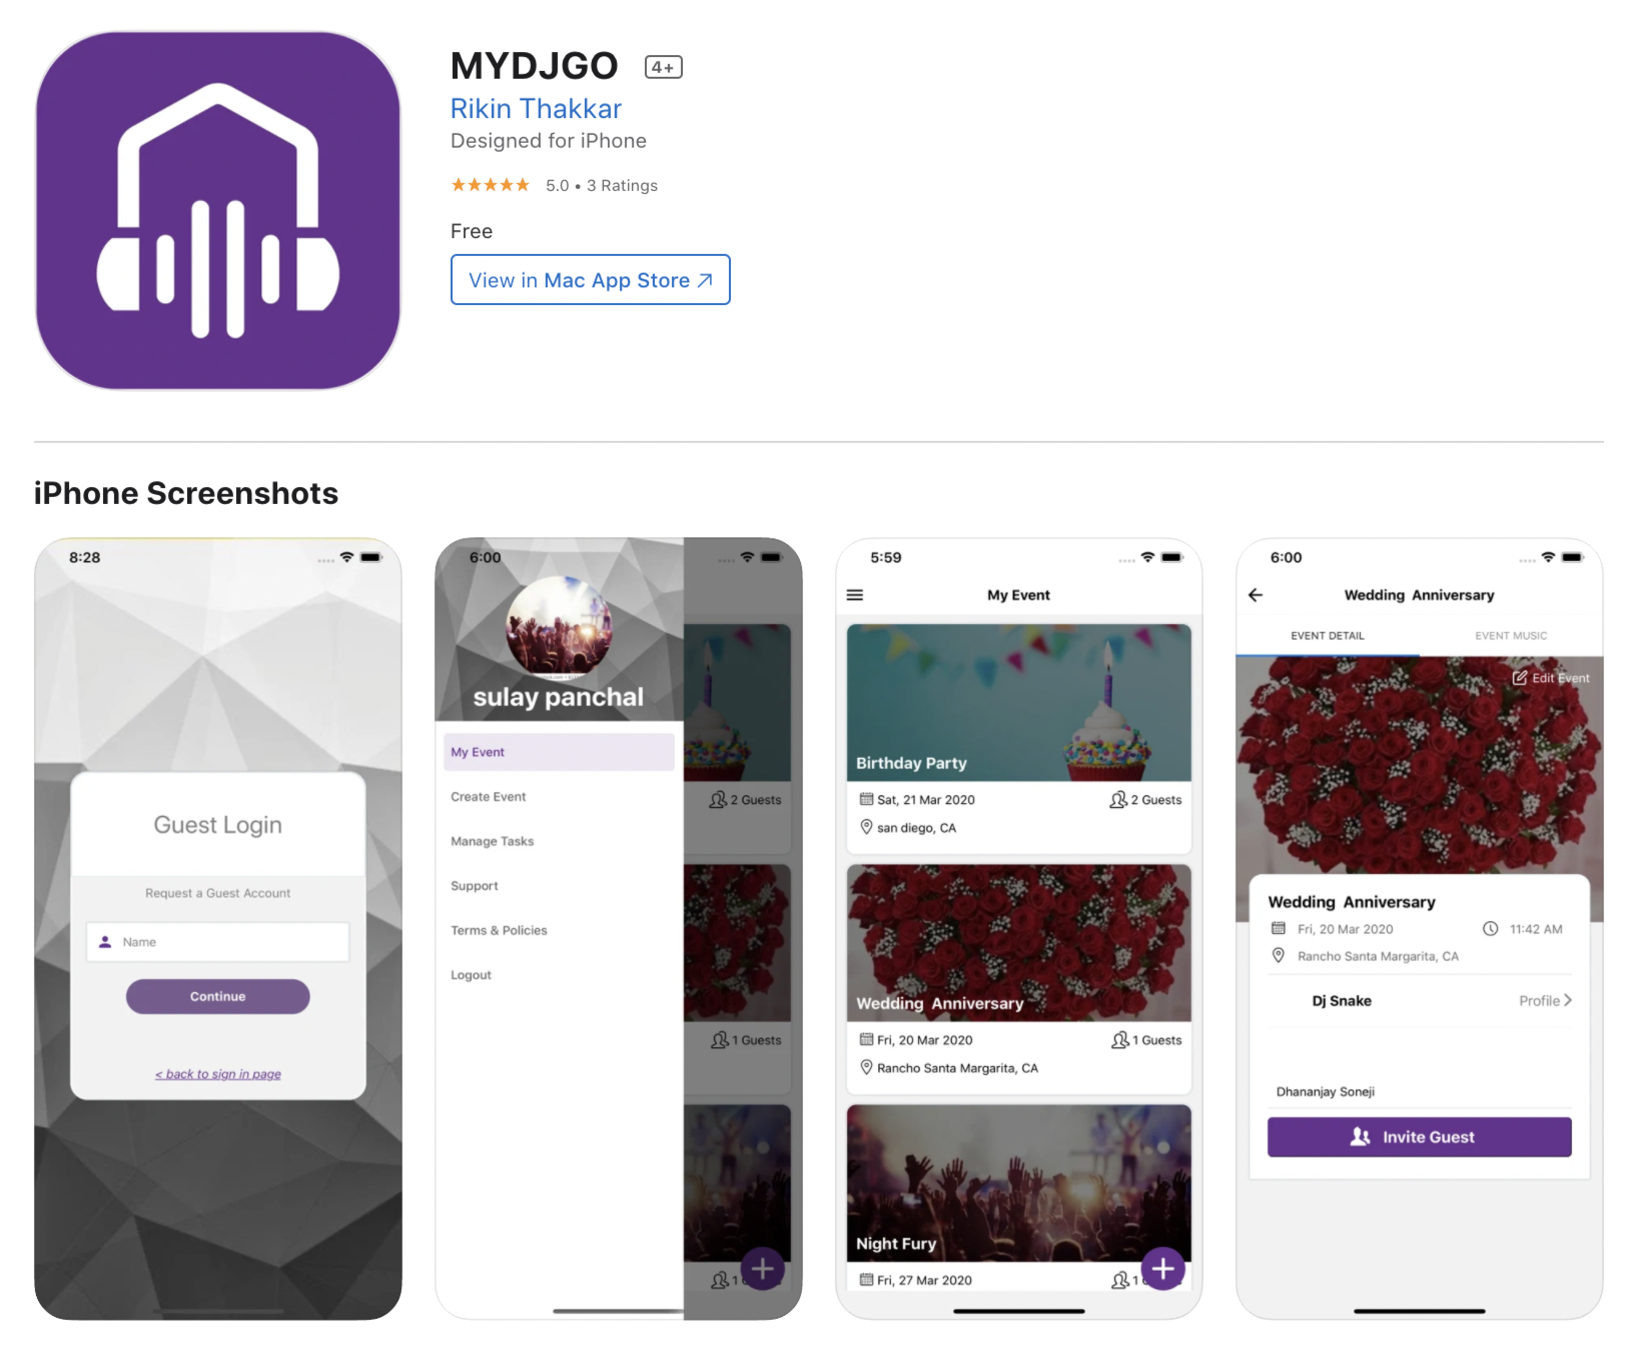 MYDJGO 4+
Rikin Thakkar
Designed for iPhone
5.0 • 3 Ratings
Free
View in Mac App Store
iPhone Screenshots
8:28
Guest Login
Request a Guest Account
Name
Continue
< back to sign in page
6:00
sulay panchal
My Event
Create Event
Manage Tasks
Support
Terms & Policies
Logout
2 Guests
1 Guests
1
5:59
My Event
Birthday Party
Sat, 21 Mar 2020 2 Guests
san diego, CA
Wedding Anniversary
Fri, 20 Mar 2020 1 Guests
Rancho Santa Margarita, CA
Night Fury
Fri, 27 Mar 2020 1
6:00
Wedding Anniversary
EVENT DETAIL EVENT MUSIC
Edit Event
Wedding Anniversary
Fri, 20 Mar 2020 11:42 AM
Rancho Santa Margarita, CA
Dj Snake Profile >
Dhananjay Soneji
Invite Guest